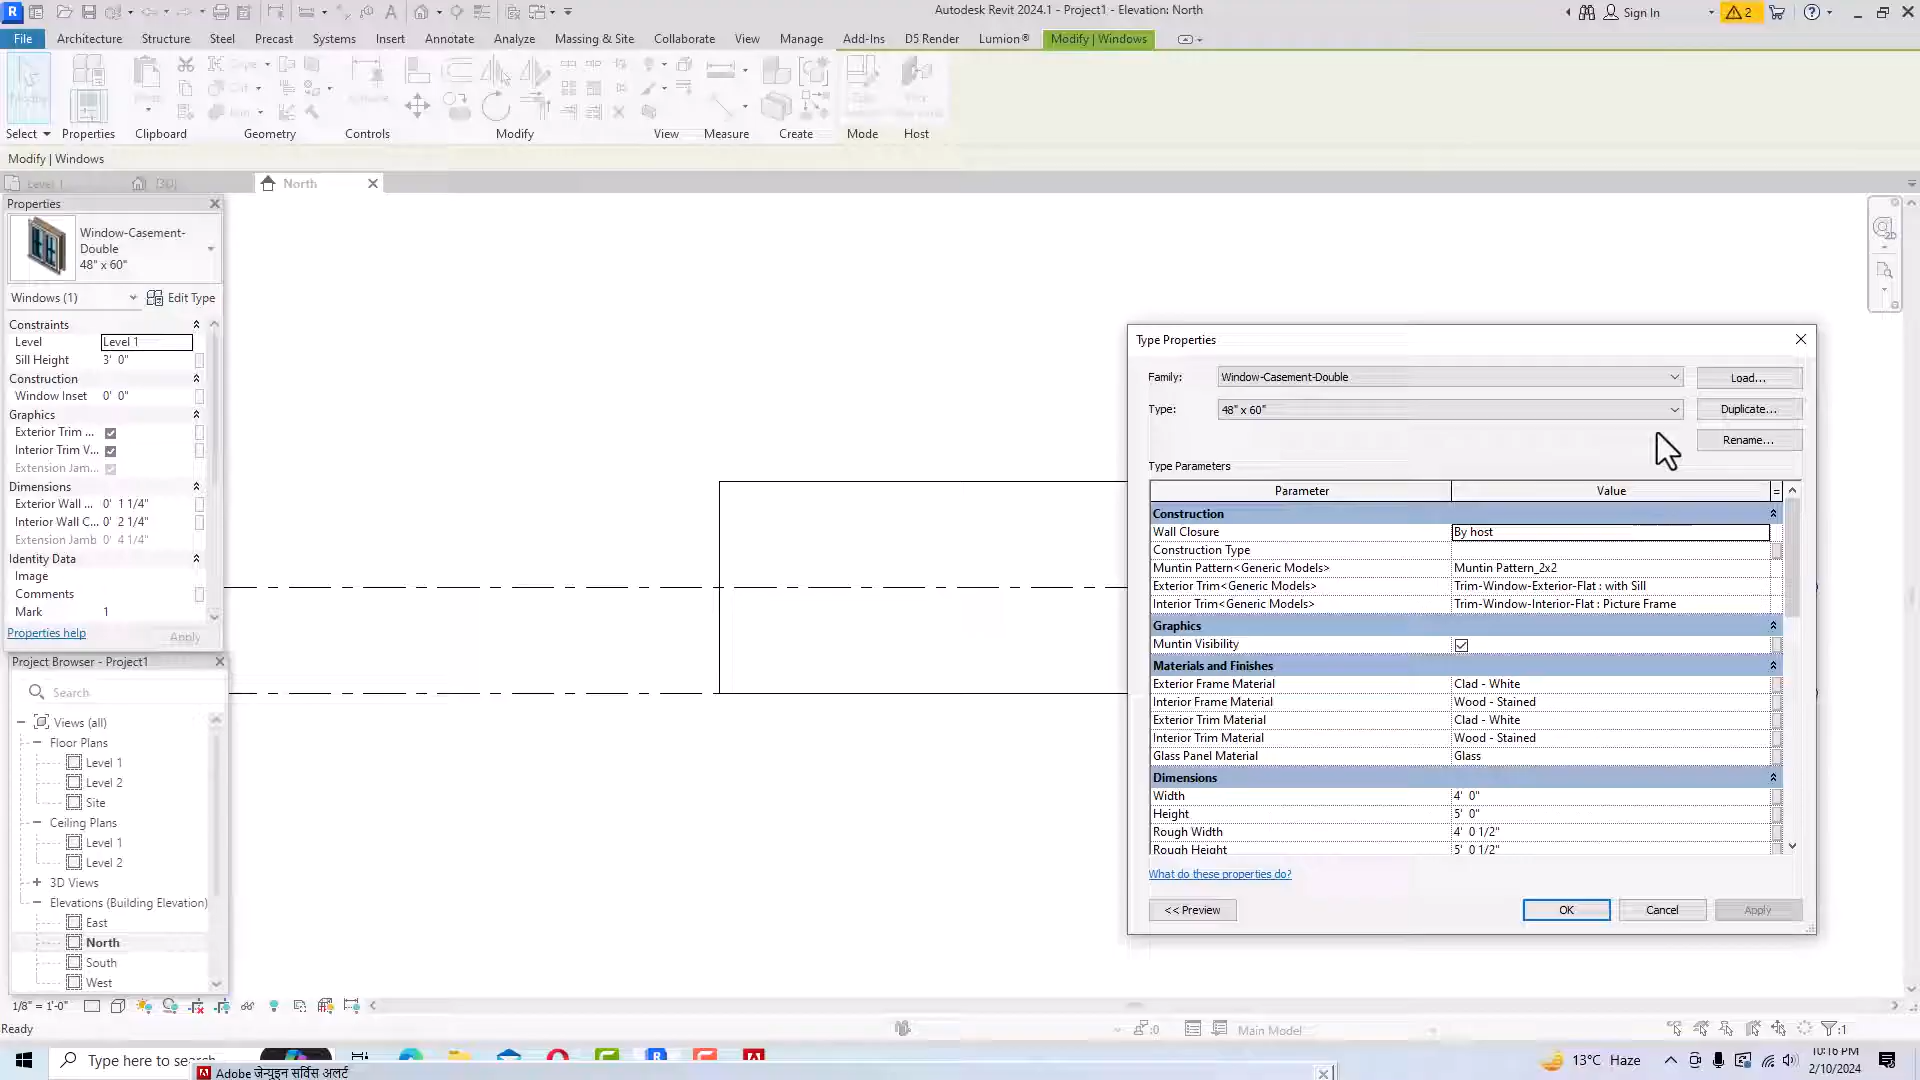 Autodesk Revit 2024.1 - Project1 - Elevation: North
Sign In
2
File Architecture Structure Steel Precast Systems Insert Annotate Analyze Massing & Site Collaborate View Manage Add-Ins D5 Render Lumion® Modify | Windows
Modify
Select Properties Clipboard Geometry Controls Modify View Measure Create Mode Host
Modify | Windows
Level 1
North
Properties
Window-Casement-
Double
48" x 60"
Windows (1) Edit Type
Constraints
Level Level 1
Sill Height 3' 0"
Construction
Window Inset 0' 0"
Graphics
Exterior Trim ...
Interior Trim V...
Extension Jam...
Dimensions
Exterior Wall ... 0' 1 1/4"
Interior Wall C... 0' 2 1/4"
Extension Jamb 0' 4 1/4"
Identity Data
Image
Comments
Mark 1
Properties help Apply
Project Browser - Project1
Search
Views (all)
Floor Plans
Level 1
Level 2
Site
Ceiling Plans
Level 1
Level 2
3D Views
Elevations (Building Elevation)
East
North
South
West
Type Properties
Family: Window-Casement-Double Load...
Type: 48" x 60" Duplicate...
Rename...
Type Parameters
Parameter Value =
Construction
Wall Closure By host
Construction Type
Muntin Pattern<Generic Models> Muntin Pattern_2x2
Exterior Trim<Generic Models> Trim-Window-Exterior-Flat : with Sill
Interior Trim<Generic Models> Trim-Window-Interior-Flat : Picture Frame
Graphics
Muntin Visibility
Materials and Finishes
Exterior Frame Material Clad - White
Interior Frame Material Wood - Stained
Exterior Trim Material Clad - White
Interior Trim Material Wood - Stained
Glass Panel Material Glass
Dimensions
Width 4' 0"
Height 5' 0"
Rough Width 4' 0 1/2"
Rough Height 5' 0 1/2"
What do these properties do?
<< Preview OK Cancel Apply
1/8" = 1'-0"
Ready
:0
Main Model
:1
Type here to search
13°C Haze
10:16 PM
2/10/2024
Adobe जेन्युइन सर्विस अलर्ट